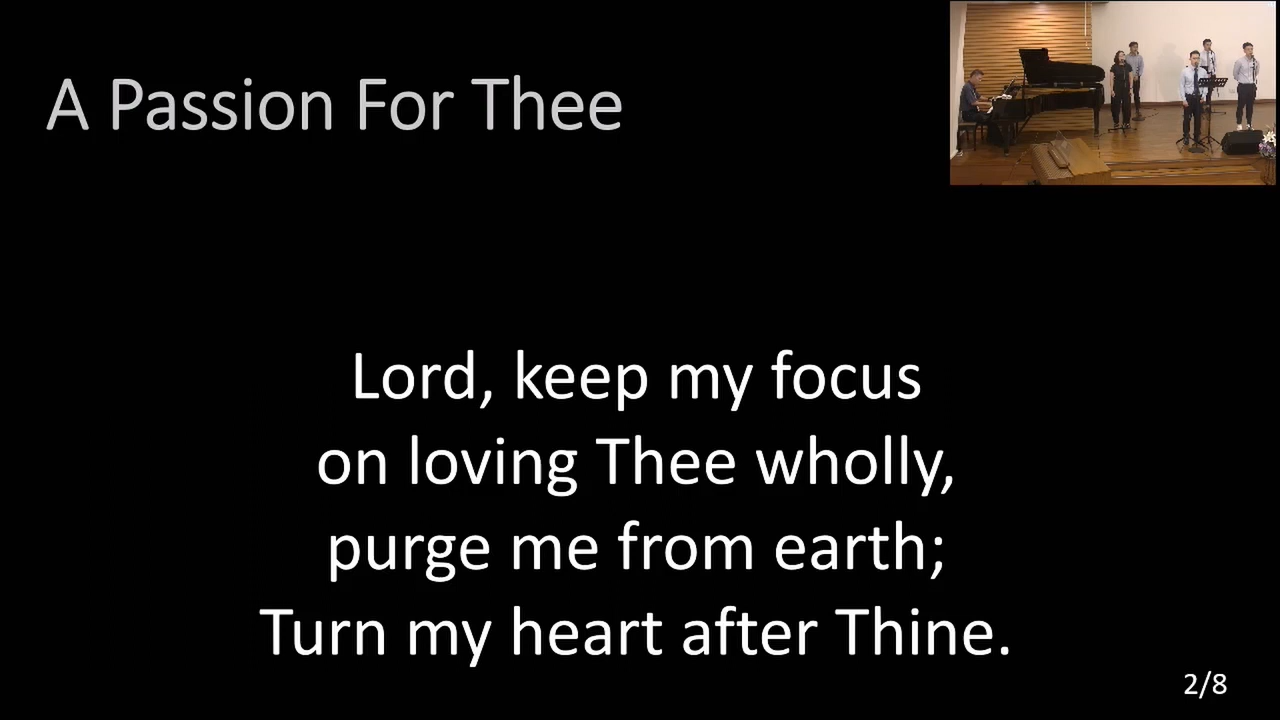 A Passion For Thee
Lord, keep my focus
on loving Thee wholly,
purge me from earth;
Turn my heart after Thine.
2/8